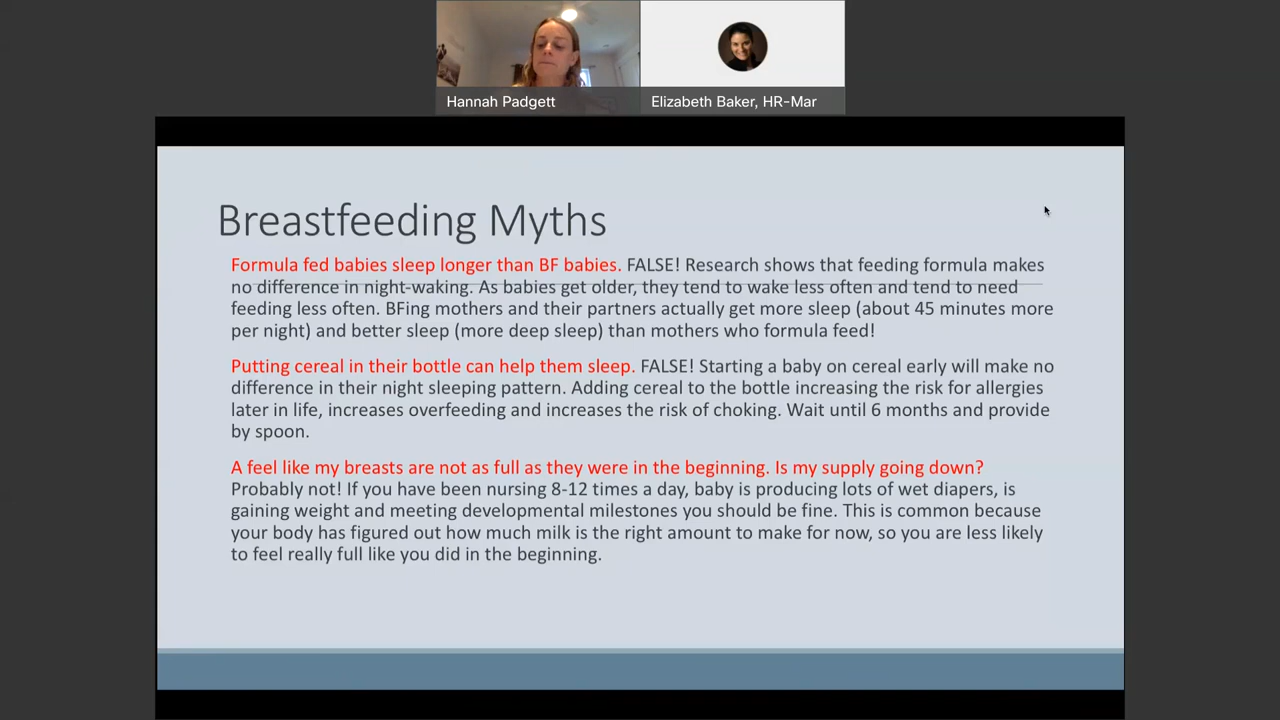 Hannah Padgett
Elizabeth Baker, HR-Mar
Breastfeeding Myths
Formula fed babies sleep longer than BF babies. FALSE! Research shows that feeding formula makes
no difference in night-waking. As babies get older, they tend to wake less often and tend to need
feeding less often. BFing mothers and their partners actually get more sleep (about 45 minutes more
per night) and better sleep (more deep sleep) than mothers who formula feed!
Putting cereal in their bottle can help them sleep. FALSE! Starting a baby on cereal early will make no
difference in their night sleeping pattern. Adding cereal to the bottle increasing the risk for allergies
later in life, increases overfeeding and increases the risk of choking. Wait until 6 months and provide
by spoon.
A feel like my breasts are not as full as they were in the beginning. Is my supply going down?
Probably not! If you have been nursing 8-12 times a day, baby is producing lots of wet diapers, is
gaining weight and meeting developmental milestones you should be fine. This is common because
your body has figured out how much milk is the right amount to make for now, so you are less likely
to feel really full like you did in the beginning.